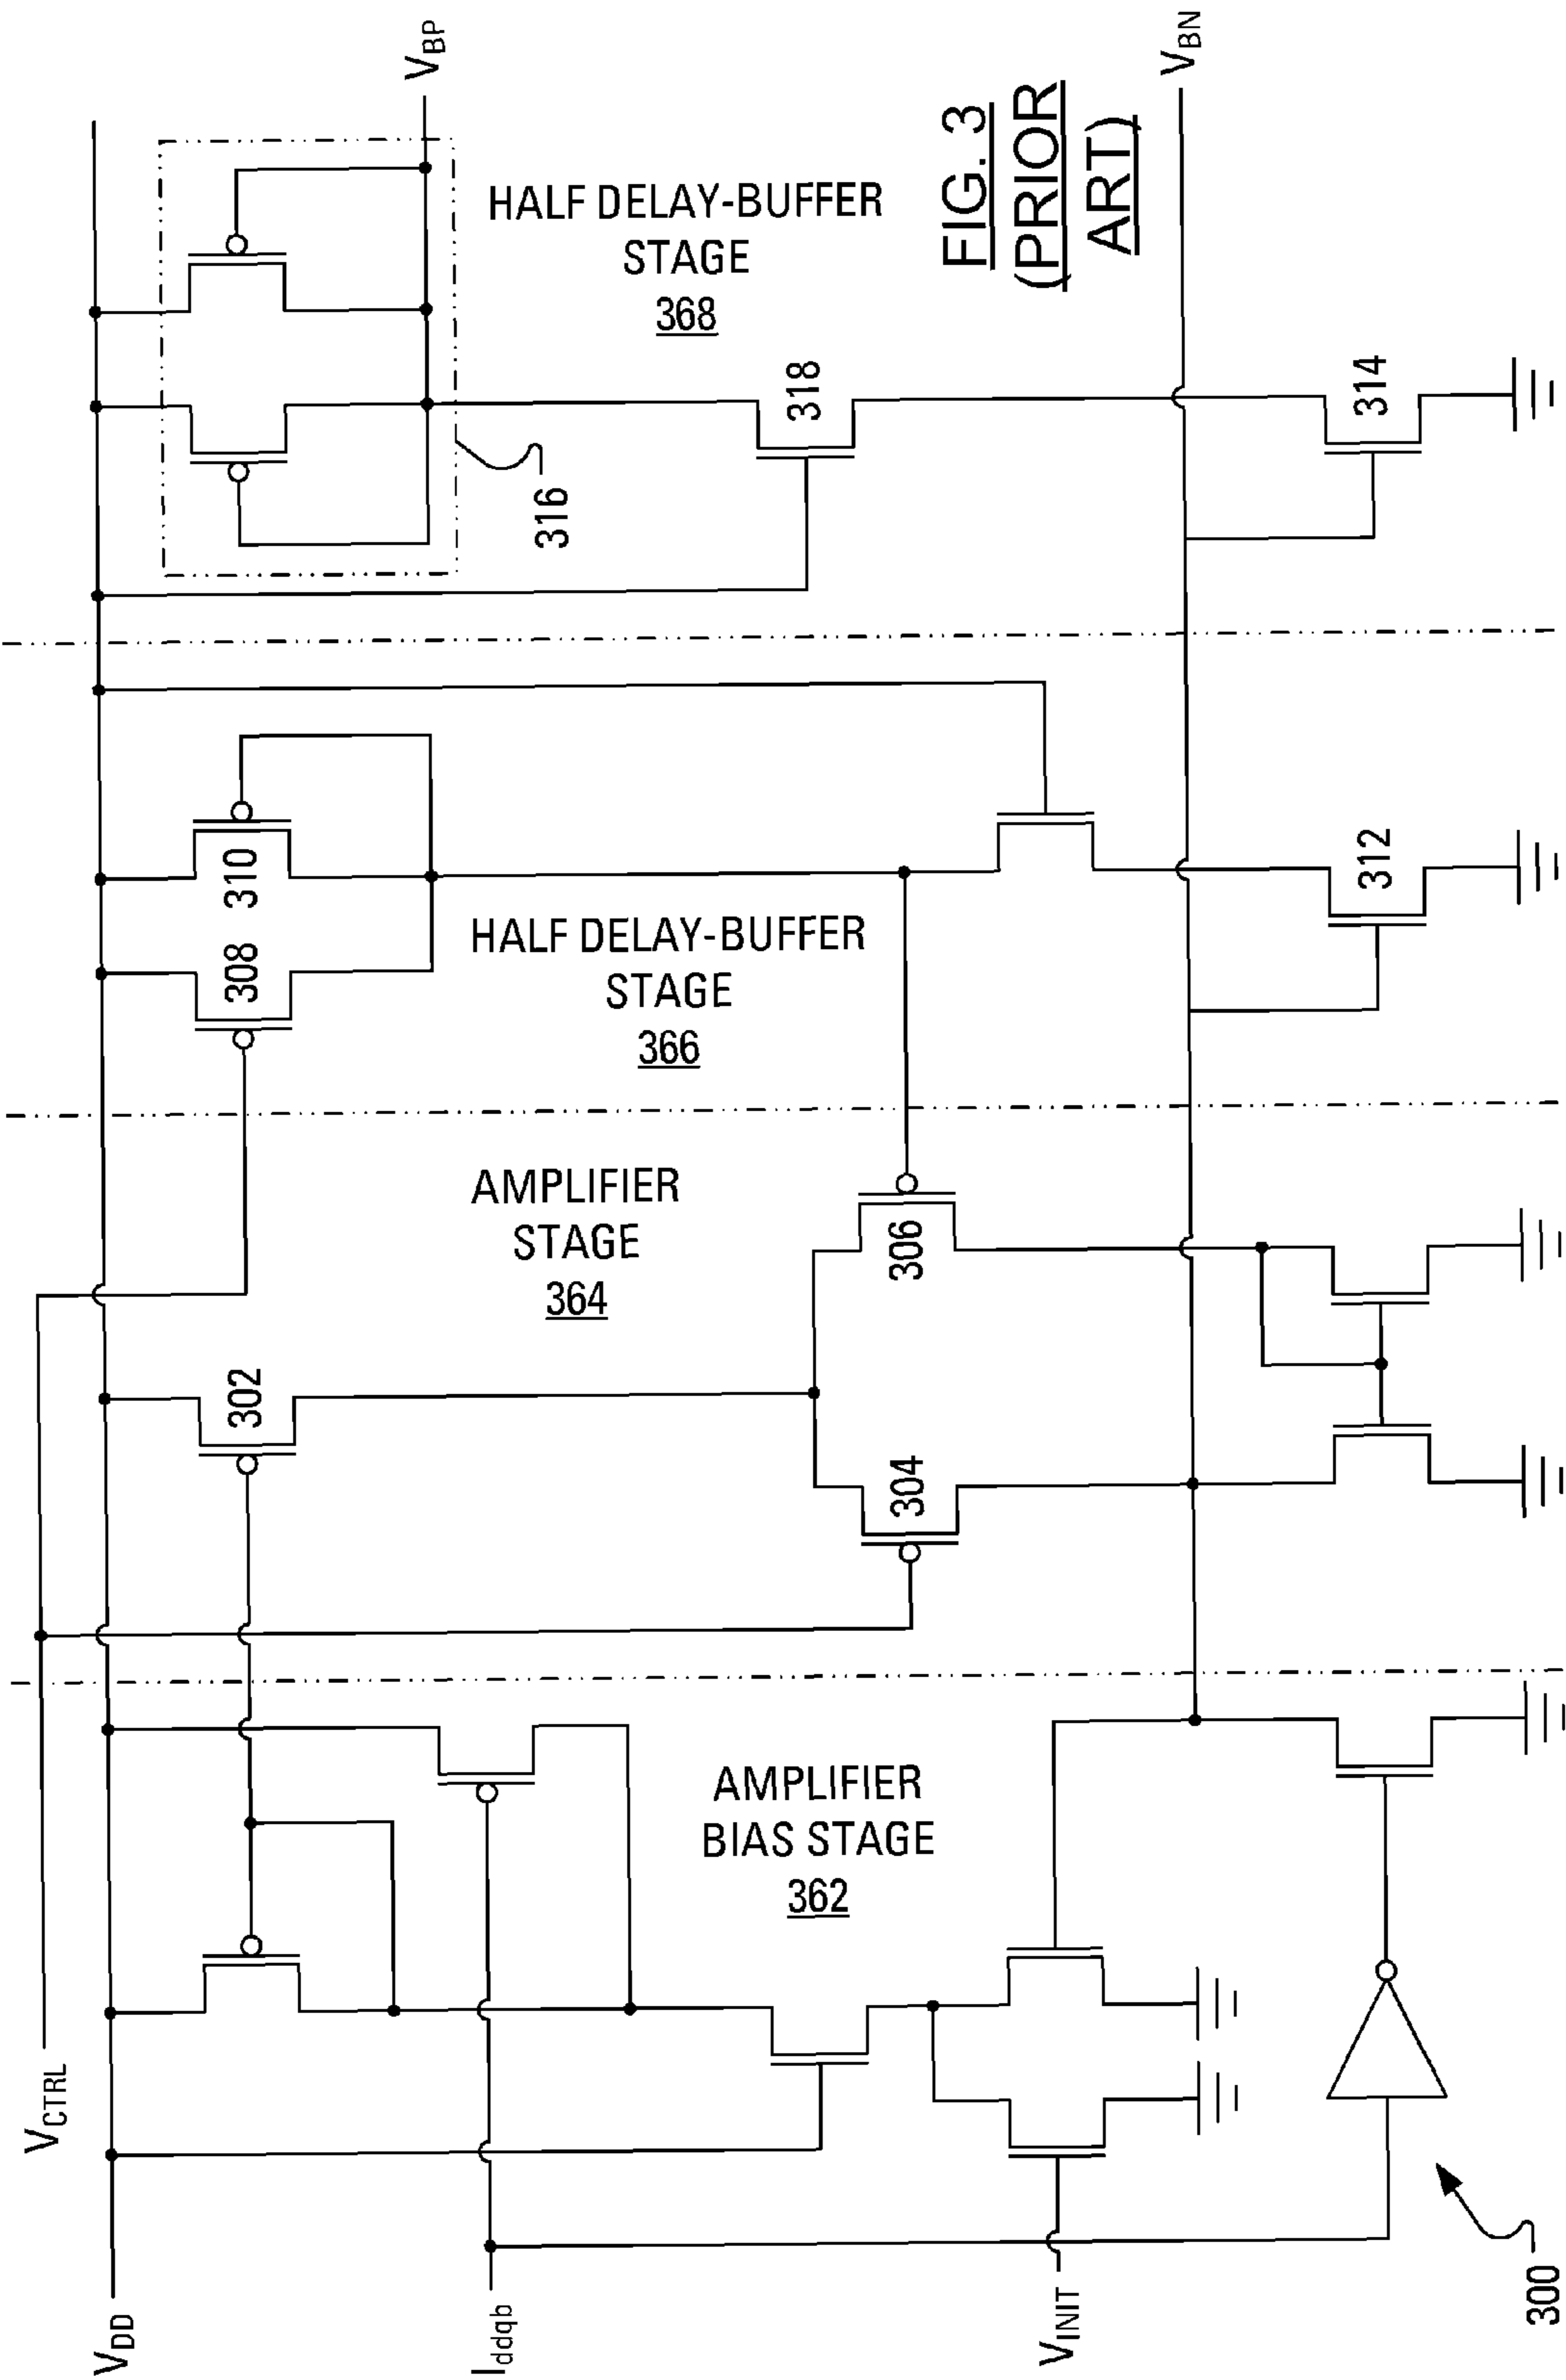 V_DD
V_CTRL
I_ddqb
V_INIT
300
AMPLIFIER
BIAS STAGE
362
302
304
306
AMPLIFIER
STAGE
364
308
310
HALF DELAY-BUFFER
STAGE
366
312
316
318
HALF DELAY-BUFFER
STAGE
368
314
V_BP
V_BN
FIG. 3
(PRIOR
ART)